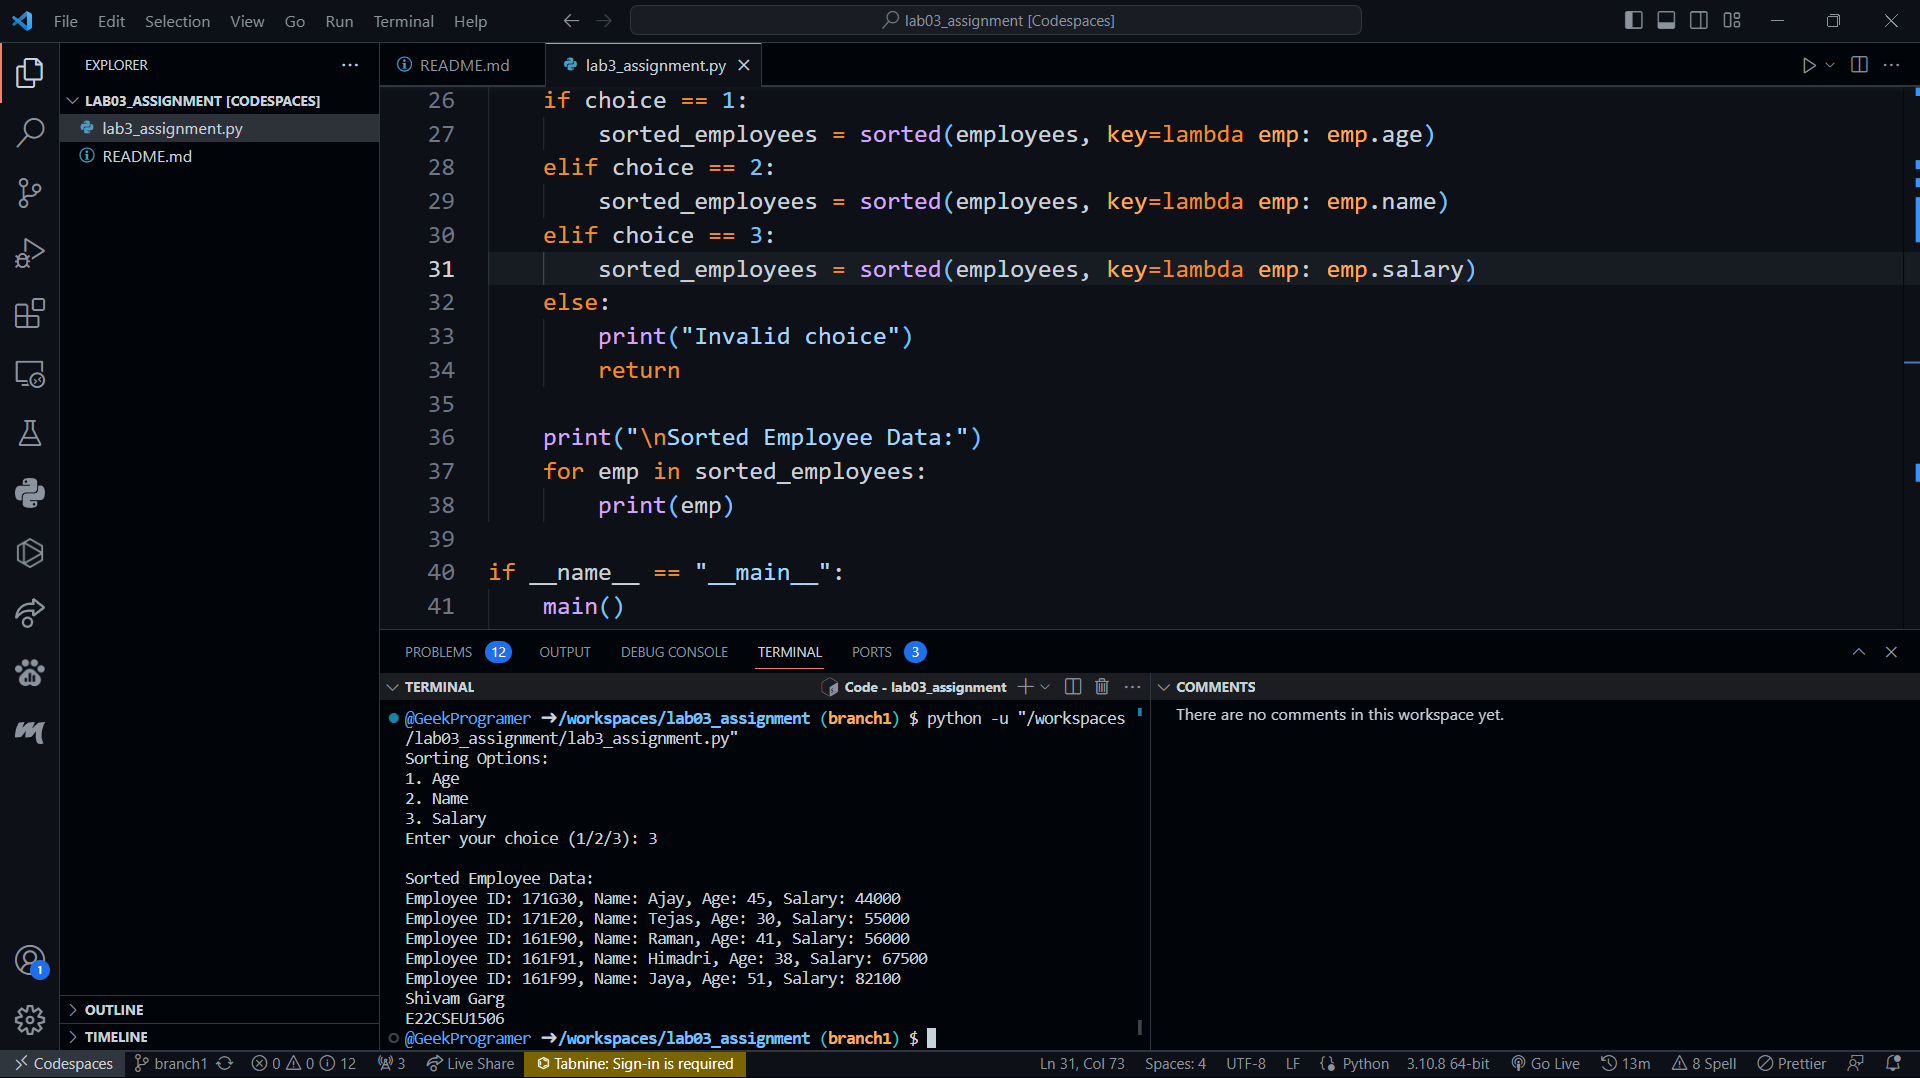 File Edit Selection View Go Run Terminal Help
lab03_assignment [Codespaces]
EXPLORER
LAB03_ASSIGNMENT [CODESPACES]
lab3_assignment.py
README.md
README.md
lab3_assignment.py
26 if choice == 1:
27 sorted_employees = sorted(employees, key=lambda emp: emp.age)
28 elif choice == 2:
29 sorted_employees = sorted(employees, key=lambda emp: emp.name)
30 elif choice == 3:
31 sorted_employees = sorted(employees, key=lambda emp: emp.salary)
32 else:
33 print("Invalid choice")
34 return
35
36 print("\nSorted Employee Data:")
37 for emp in sorted_employees:
38 print(emp)
39
40 if __name__ == "__main__":
41 main()
PROBLEMS 12 OUTPUT DEBUG CONSOLE TERMINAL PORTS 3
TERMINAL
Code - lab03_assignment
@GeekProgramer ➜/workspaces/lab03_assignment (branch1) $ python -u "/workspaces
/lab03_assignment/lab3_assignment.py"
Sorting Options:
1. Age
2. Name
3. Salary
Enter your choice (1/2/3): 3
Sorted Employee Data:
Employee ID: 171G30, Name: Ajay, Age: 45, Salary: 44000
Employee ID: 171E20, Name: Tejas, Age: 30, Salary: 55000
Employee ID: 161E90, Name: Raman, Age: 41, Salary: 56000
Employee ID: 161F91, Name: Himadri, Age: 38, Salary: 67500
Employee ID: 161F99, Name: Jaya, Age: 51, Salary: 82100
Shivam Garg
E22CSEU1506
@GeekProgramer ➜/workspaces/lab03_assignment (branch1) $
COMMENTS
There are no comments in this workspace yet.
1
OUTLINE
TIMELINE
Codespaces branch1 0 0 12 3 Live Share Tabnine: Sign-in is required Ln 31, Col 73 Spaces: 4 UTF-8 LF Python 3.10.8 64-bit Go Live 13m 8 Spell Prettier